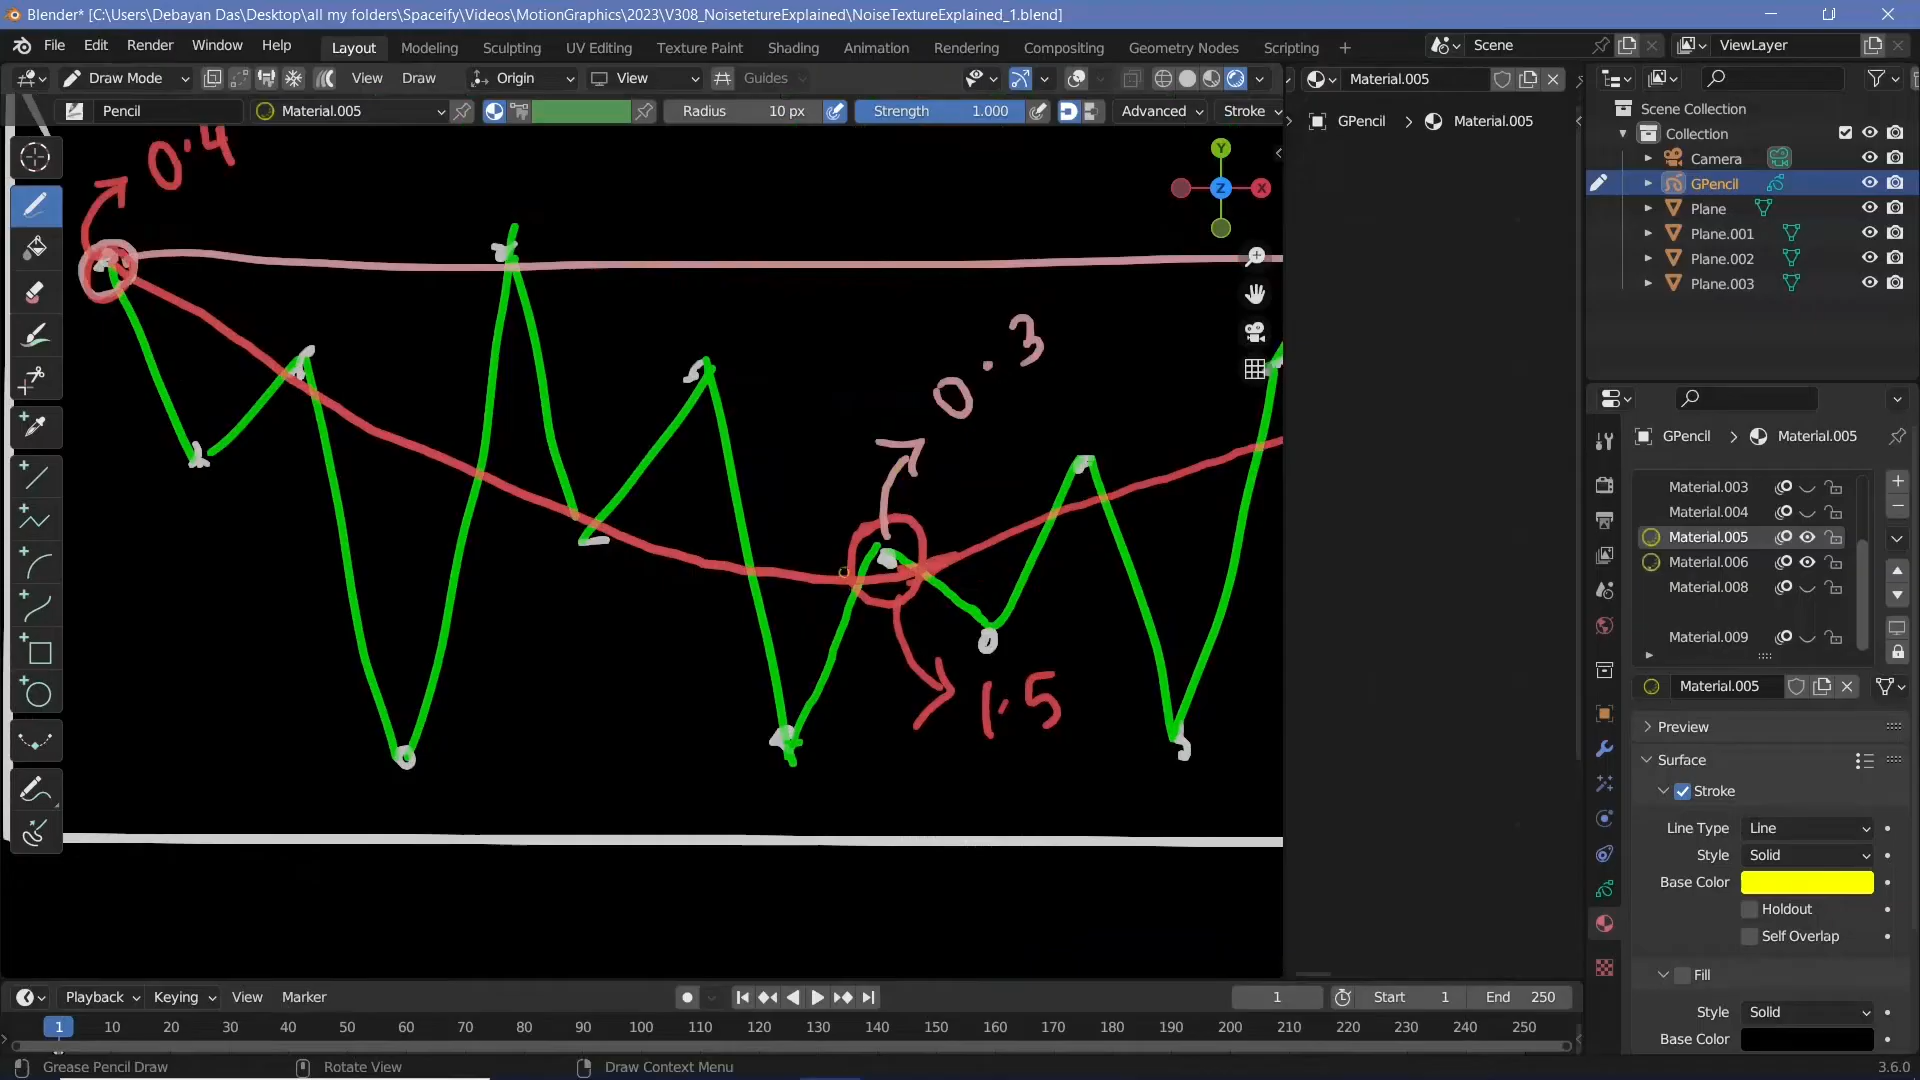 Blender* [C:\Users\Debayan Das\Desktop\all my folders\Spaceify\Videos\MotionGraphics\2023\V308_NoisetetureExplained\NoiseTextureExplained_1.blend]
File Edit Render Window Help Layout Modeling Sculpting UV Editing Texture Paint Shading Animation Rendering Compositing Geometry Nodes Scripting + Scene ViewLayer
Draw Mode View Draw Origin View Guides Material.005
Pencil Material.005 Radius 10 px Strength 1.000 Advanced Stroke GPencil Material.005
Scene Collection
Collection
Camera
GPencil
Plane
Plane.001
Plane.002
Plane.003
Y
Z X
0.4
0.3
1.5
GPencil Material.005
Material.003
Material.004
Material.005
Material.006
Material.008
Material.009
Material.005
Preview
Surface
Stroke
Line Type Line
Style Solid
Base Color
Holdout
Self Overlap
Fill
Style Solid
Base Color
Playback Keying View Marker 1 Start 1 End 250
1 10 20 30 40 50 60 70 80 90 100 110 120 130 140 150 160 170 180 190 200 210 220 230 240 250
Grease Pencil Draw Rotate View Draw Context Menu 3.6.0